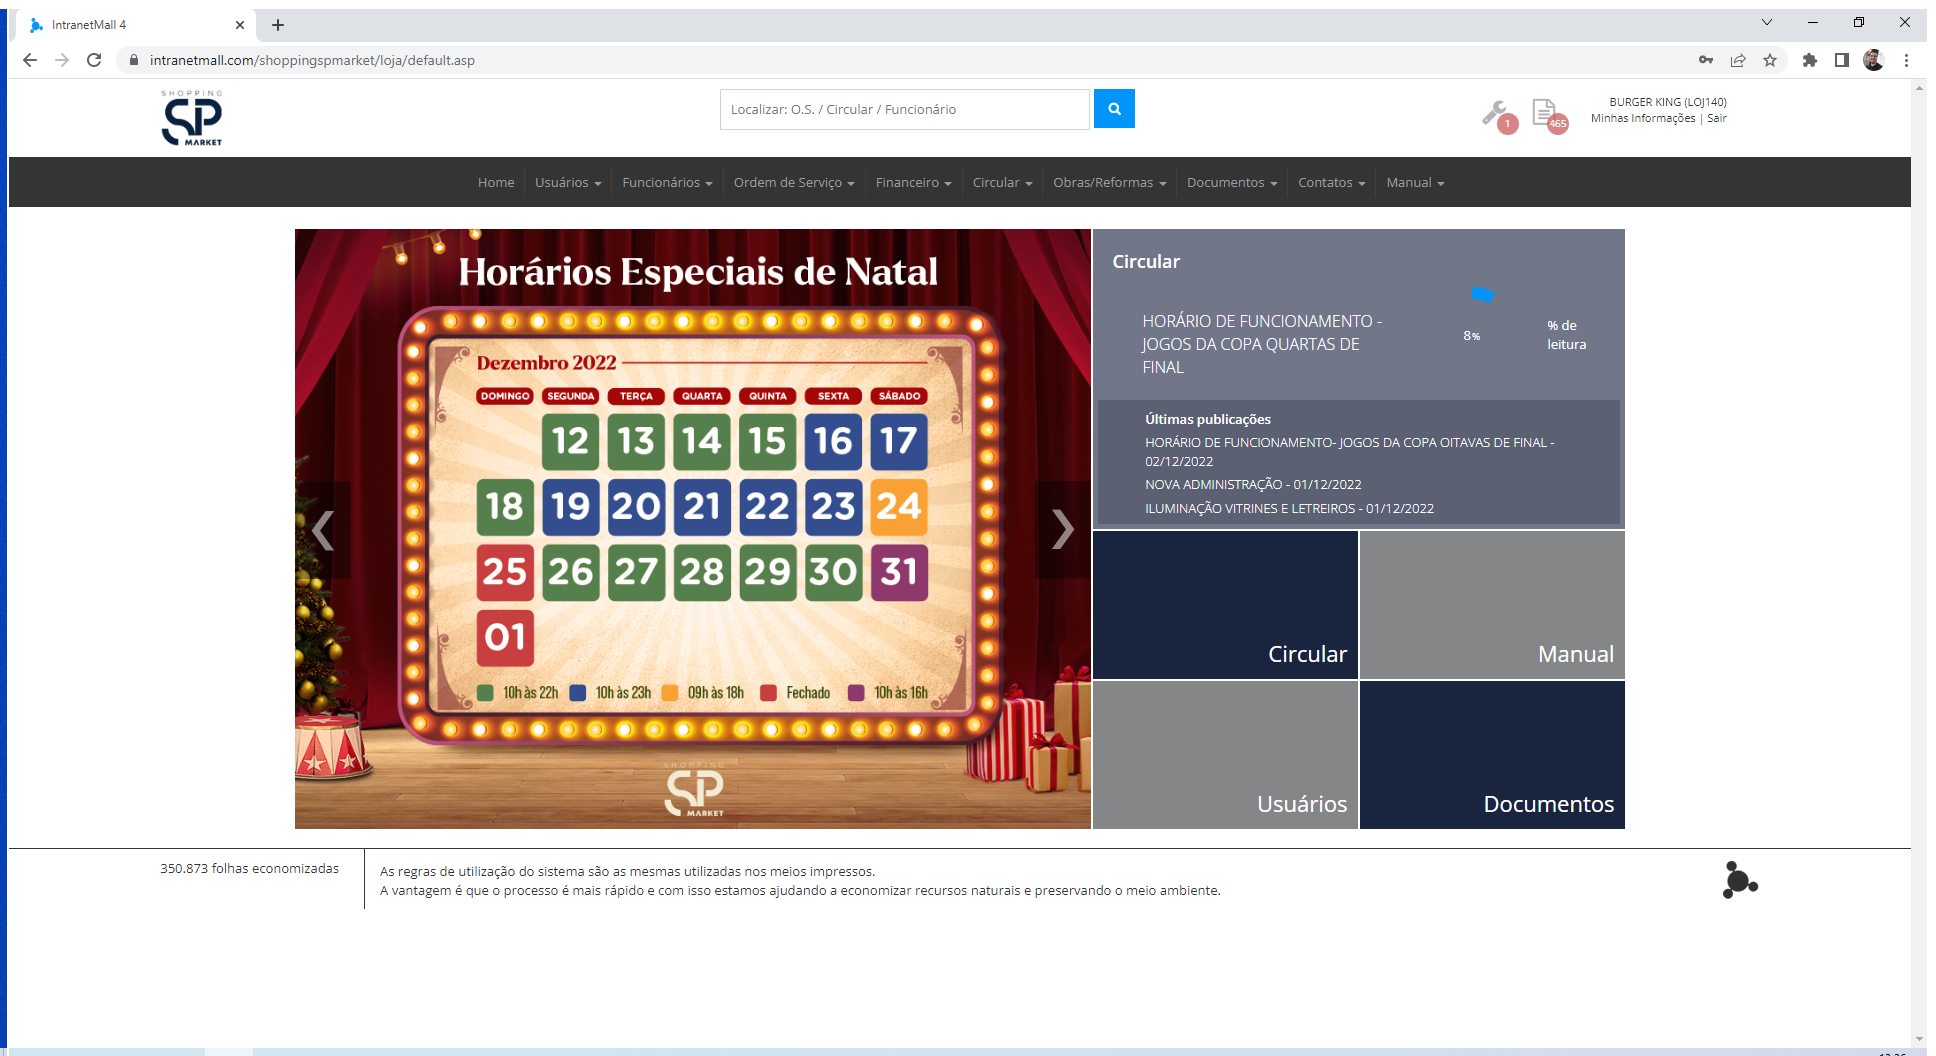 IntranetMall 4
intranetmall.com/shoppingspmarket/loja/default.asp
SHOPPING
SP
MARKET
Localizar: O.S. / Circular / Funcionário
1
465
BURGER KING (LOJ140)
Minhas Informações | Sair
Home Usuários Funcionários Ordem de Serviço Financeiro Circular Obras/Reformas Documentos Contatos Manual
Horários Especiais de Natal
Dezembro 2022
DOMINGO SEGUNDA TERÇA QUARTA QUINTA SEXTA SÁBADO
12 13 14 15 16 17
18 19 20 21 22 23 24
25 26 27 28 29 30 31
01
10h às 22h 10h às 23h 09h às 18h Fechado 10h às 16h
SHOPPING
SP
MARKET
Circular
HORÁRIO DE FUNCIONAMENTO -
JOGOS DA COPA QUARTAS DE
FINAL
8%
% de
leitura
Últimas publicações
HORÁRIO DE FUNCIONAMENTO- JOGOS DA COPA OITAVAS DE FINAL -
02/12/2022
NOVA ADMINISTRAÇÃO - 01/12/2022
ILUMINAÇÃO VITRINES E LETREIROS - 01/12/2022
Circular
Manual
Usuários
Documentos
350.873 folhas economizadas
As regras de utilização do sistema são as mesmas utilizadas nos meios impressos.
A vantagem é que o processo é mais rápido e com isso estamos ajudando a economizar recursos naturais e preservando o meio ambiente.